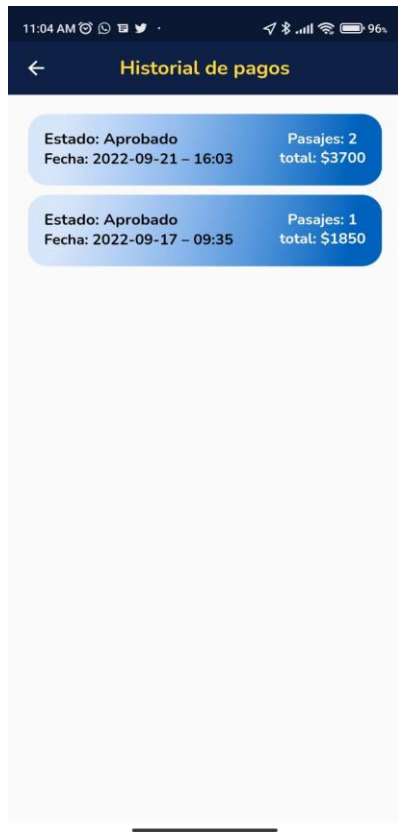 11:04 AM
96%
Historial de pagos
Estado: Aprobado
Pasajes: 2
Fecha: 2022-09-21 – 16:03
total: $3700
Estado: Aprobado
Pasajes: 1
Fecha: 2022-09-17 – 09:35
total: $1850